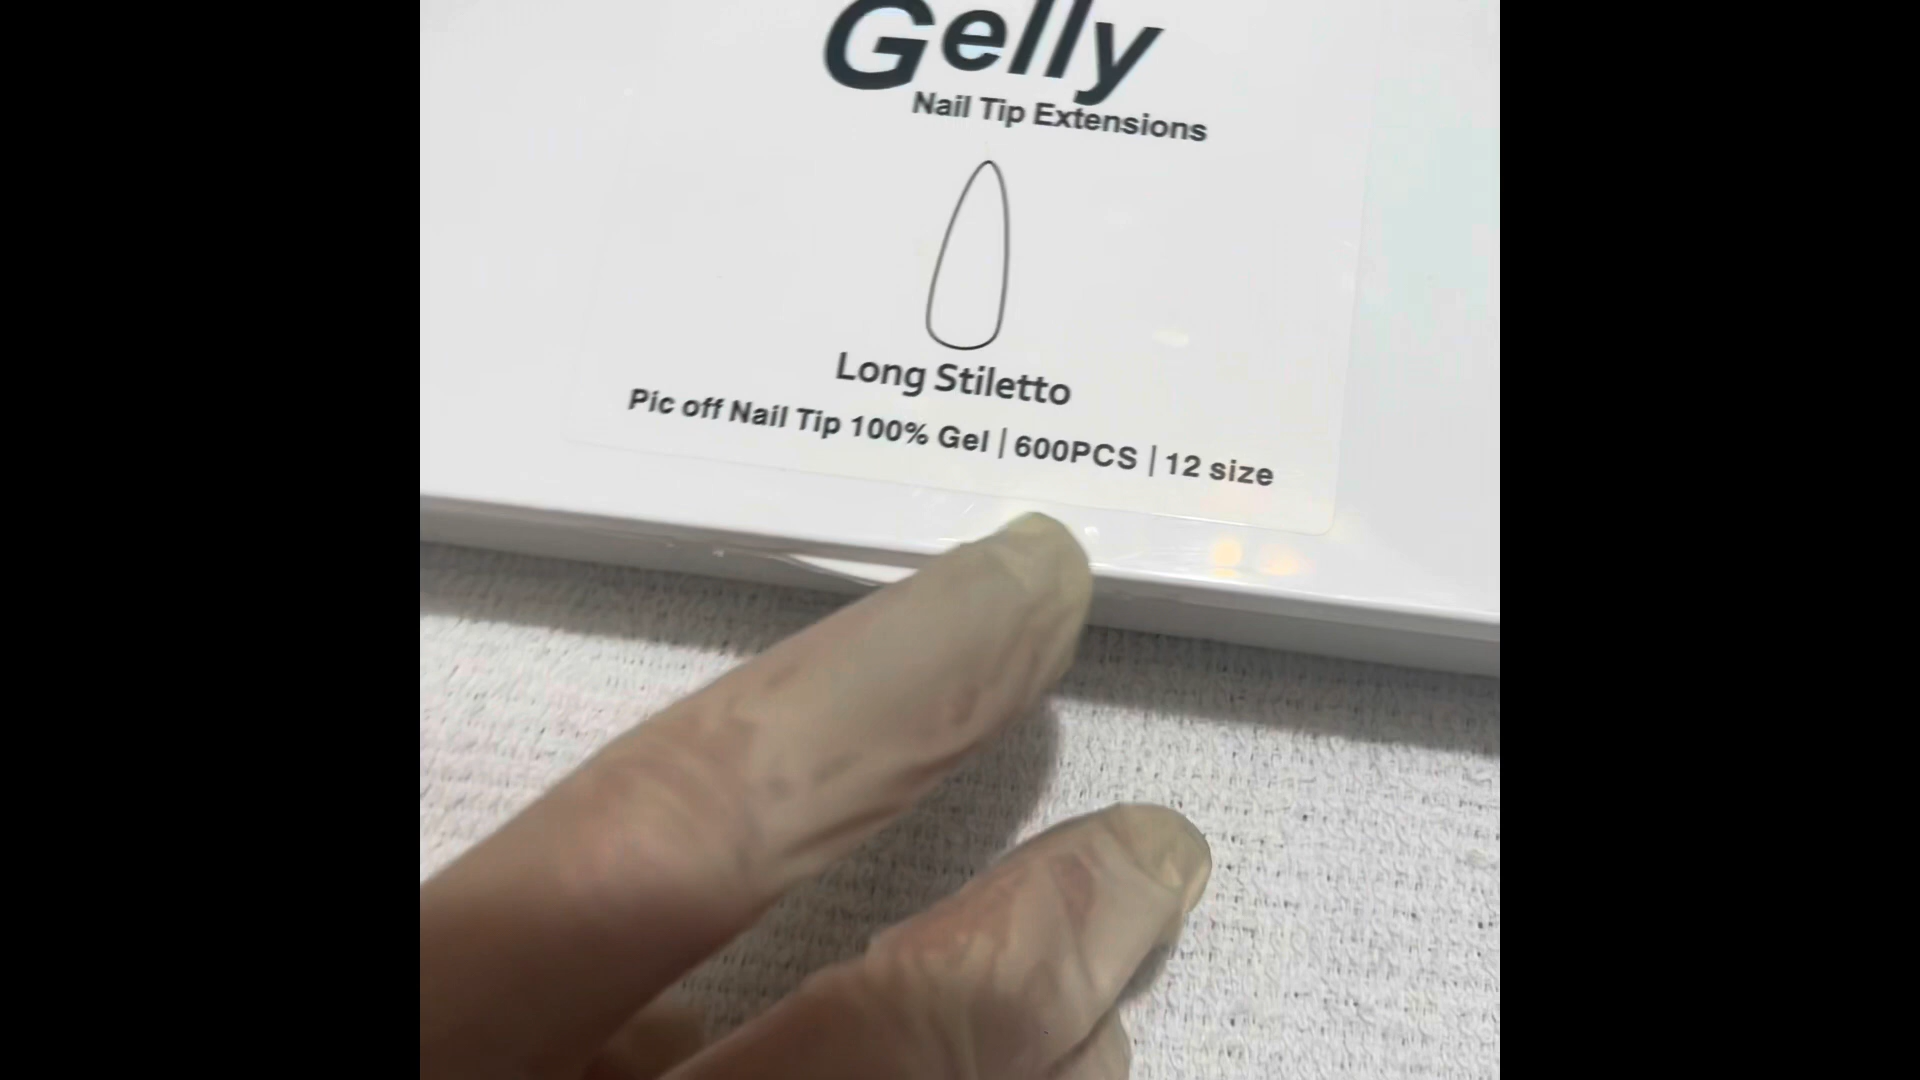 Gelly
Nail Tip Extensions
Long Stiletto
Pic off Nail Tip 100% Gel | 600PCS | 12 size